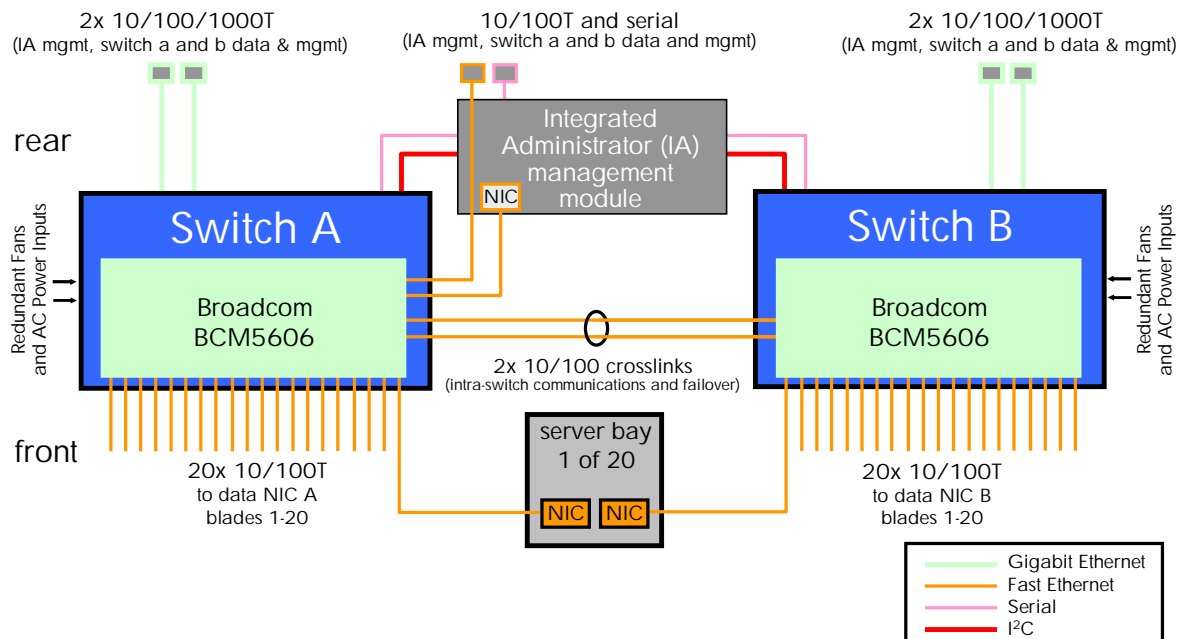 2x 10/100/1000T
(IA mgmt, switch a and b data & mgmt)
10/100T and serial
(IA mgmt, switch a and b data and mgmt)
2x 10/100/1000T
(IA mgmt, switch a and b data & mgmt)
rear
Integrated
Administrator (IA)
management
module
NIC
Switch A
Switch B
Redundant Fans
and AC Power Inputs
Broadcom
BCM5606
Broadcom
BCM5606
Redundant Fans
and AC Power Inputs
2x 10/100 crosslinks
(intra-switch communications and failover)
front
server bay
1 of 20
NIC
NIC
20x 10/100T
to data NIC A
blades 1-20
20x 10/100T
to data NIC B
blades 1-20
Gigabit Ethernet
Fast Ethernet
Serial
I²C